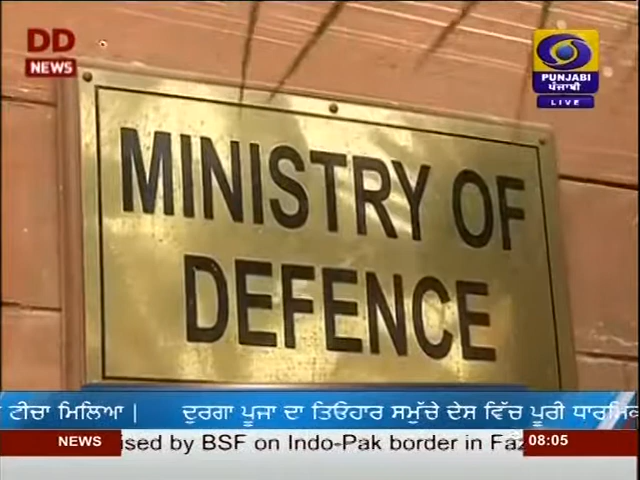 DD
NEWS
PUNJABI
ਪੰਜਾਬੀ
LIVE
MINISTRY OF
DEFENCE
ਟੀਚਾ ਮਿਲਿਆ। ਦੁਰਗਾ ਪੂਜਾ ਦਾ ਤਿਓਹਾਰ ਸਮੁੱਚੇ ਦੇਸ਼ ਵਿੱਚ ਪੂਰੀ
NEWS by BSF on Indo-Pak border in 08:05